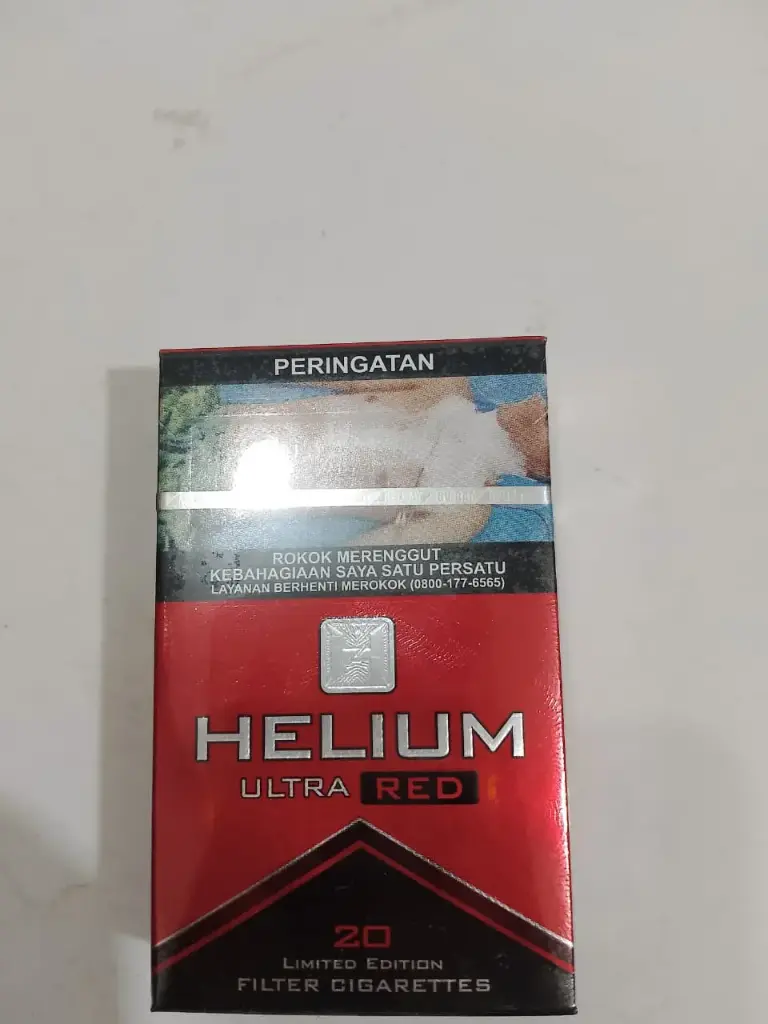 PERINGATAN
ROKOK MERENGGUT
KEBAHAGIAAN SAYA SATU PERSATU
LAYANAN BERHENTI MEROKOK (0800-177-6565)
HELIUM
ULTRA RED
20
LIMITED EDITION
FILTER CIGARETTES